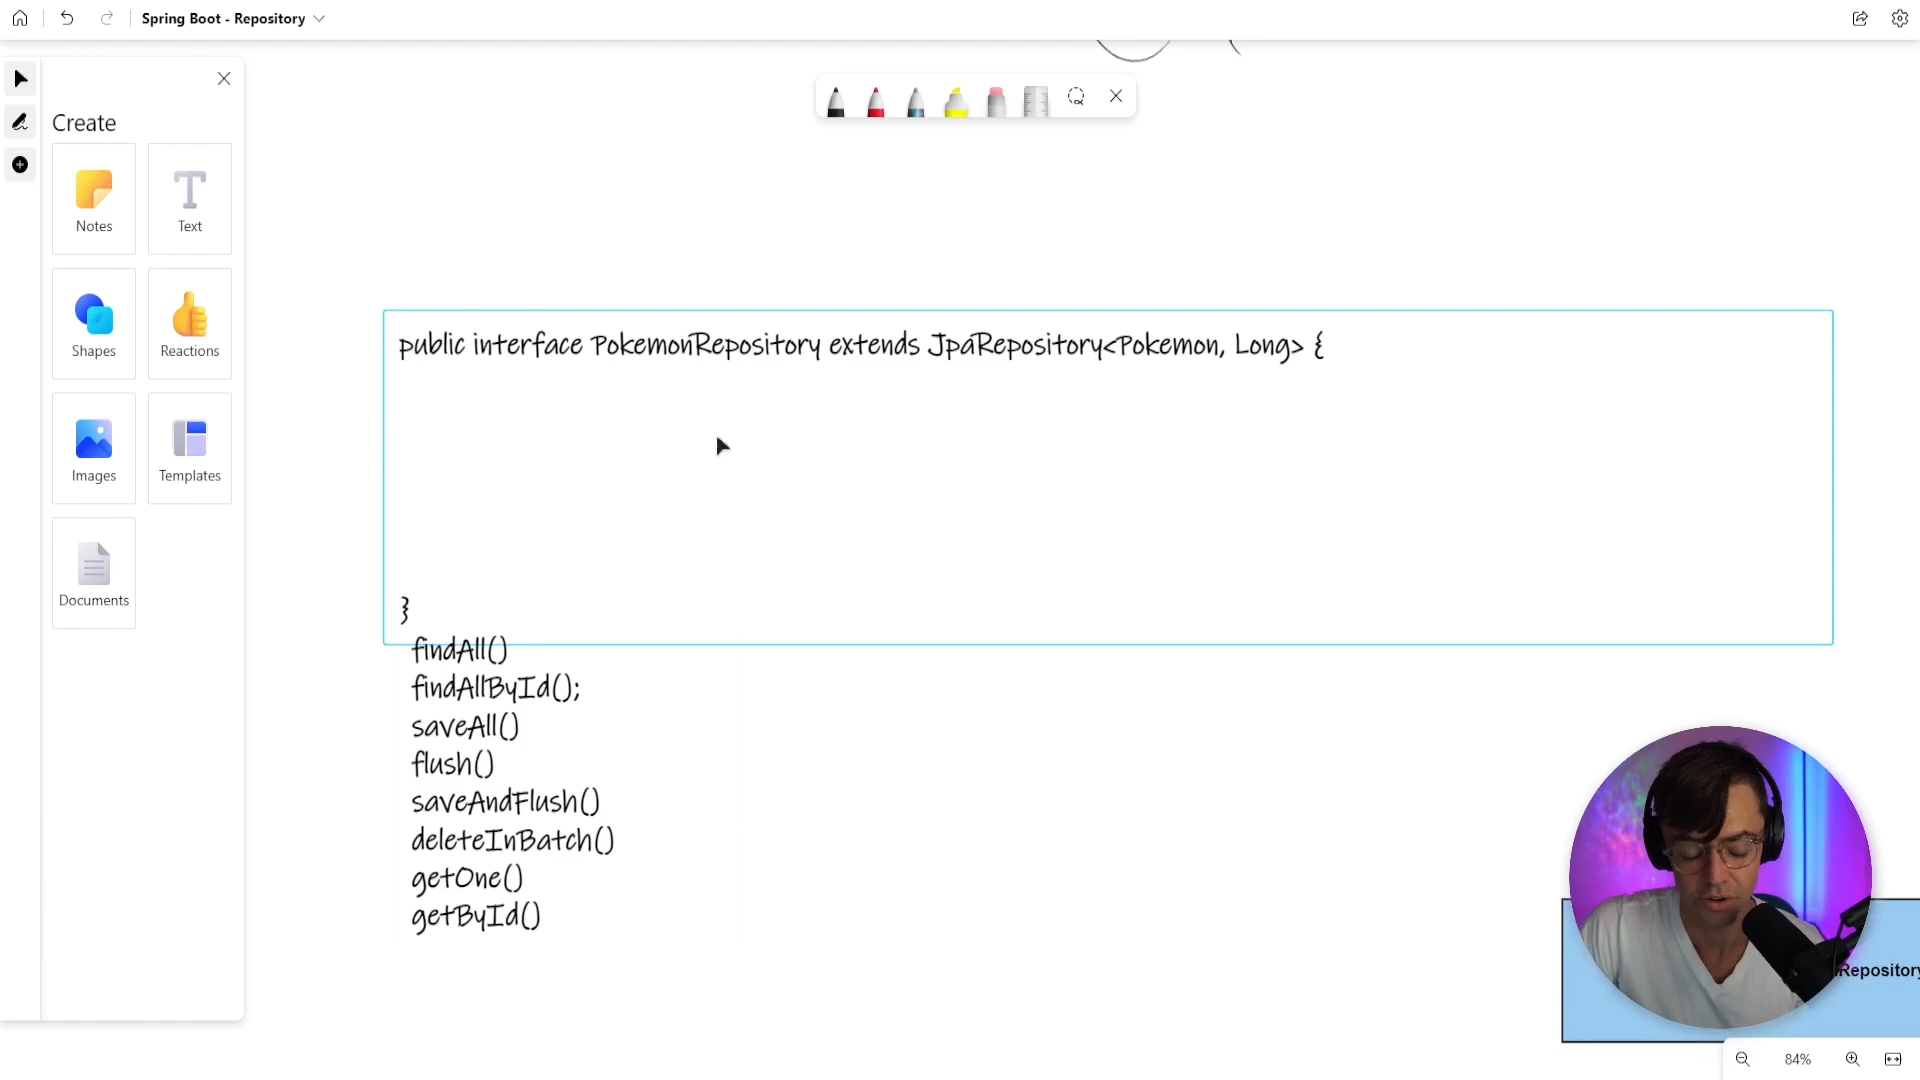 Spring Boot - Repository
Create
Notes
Text
Shapes
Reactions
Images
Templates
Documents
public interface PokemonRepository extends JpaRepository<Pokemon, Long> {
}
findAll()
findAllById();
saveAll()
flush()
saveAndFlush()
deleteInBatch()
getOne()
getById()
Repository
84%